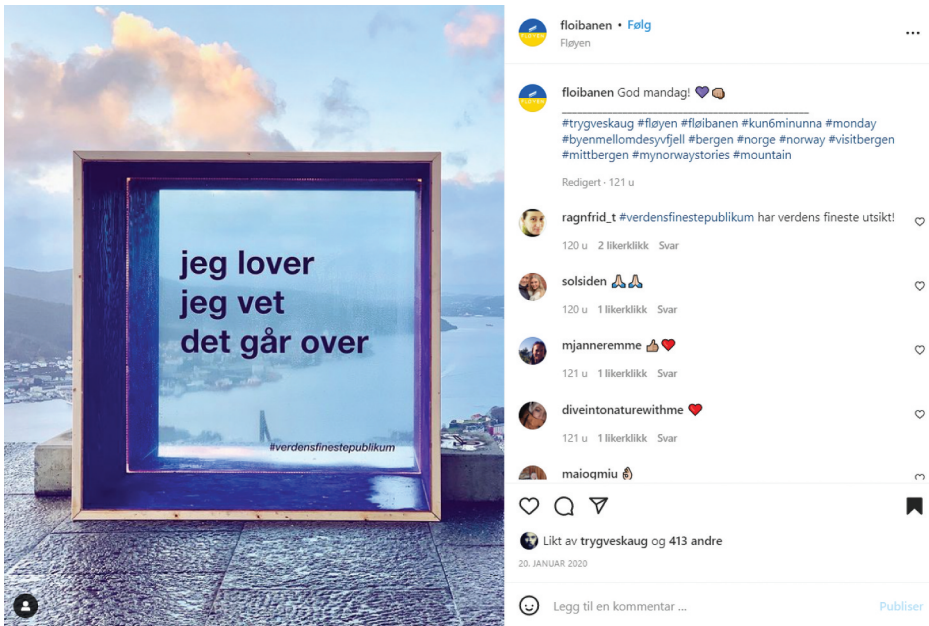 jeg lover
jeg vet
det går over
#verdensfinestepublikum
FLØYEN
floibanen • Følg
Fløyen
FLØYEN
floibanen God mandag! 💜👊🏽
#trygveskaug #fløyen #fløibanen #kun6minunna #monday
#byenmellomdesyvfjell #bergen #norge #norway #visitbergen
#mittbergen #mynorwaystories #mountain
Redigert · 121 u
ragnfrid_t #verdensfinestepublikum har verdens fineste utsikt!
120 u 2 likerklikk Svar
solsiden 🙏🏼🙏🏼
120 u 1 likerklikk Svar
mjanneremme 👍🏽❤️
121 u 1 likerklikk Svar
diveintonaturewithme ❤️
121 u 1 likerklikk Svar
maiogmiu 👌🏼
Likt av trygveskaug og 413 andre
20. JANUAR 2020
Legg til en kommentar ...
Publiser